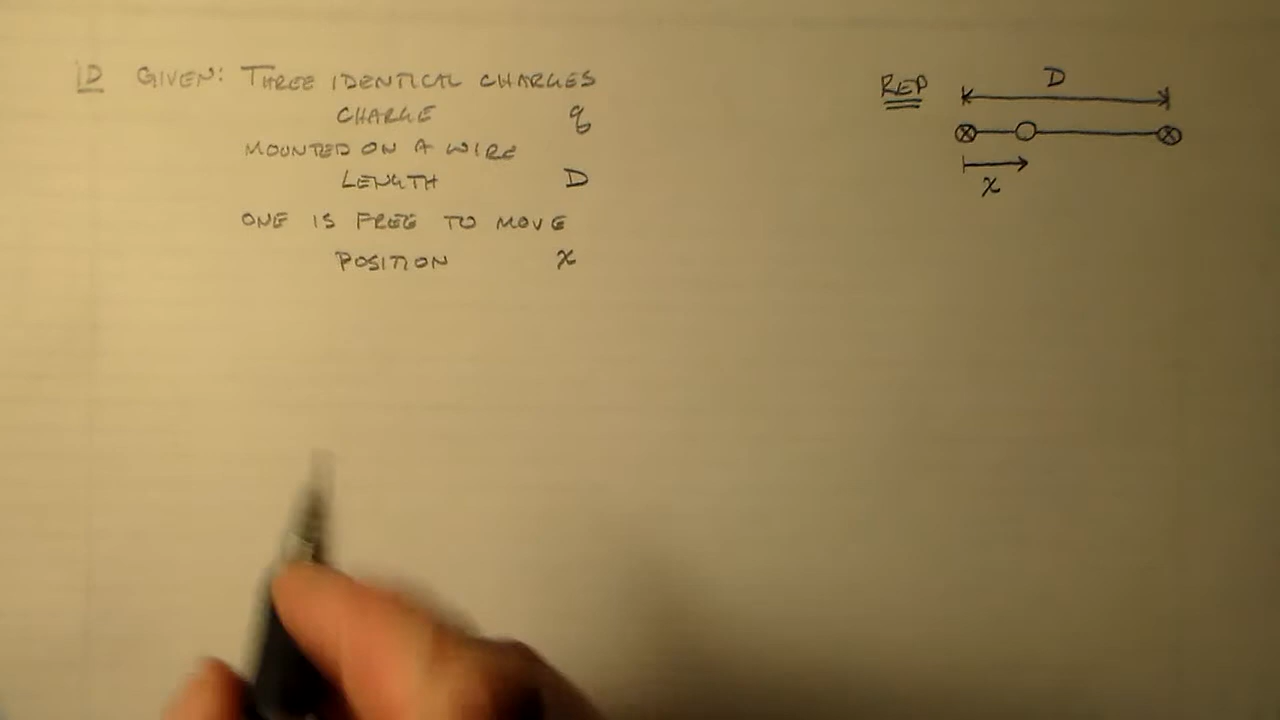 ID GIVEN: THREE IDENTICAL CHARGES
CHARGE q
MOUNTED ON A WIRE
LENGTH D
ONE IS FREE TO MOVE
POSITION x
REP
D
x